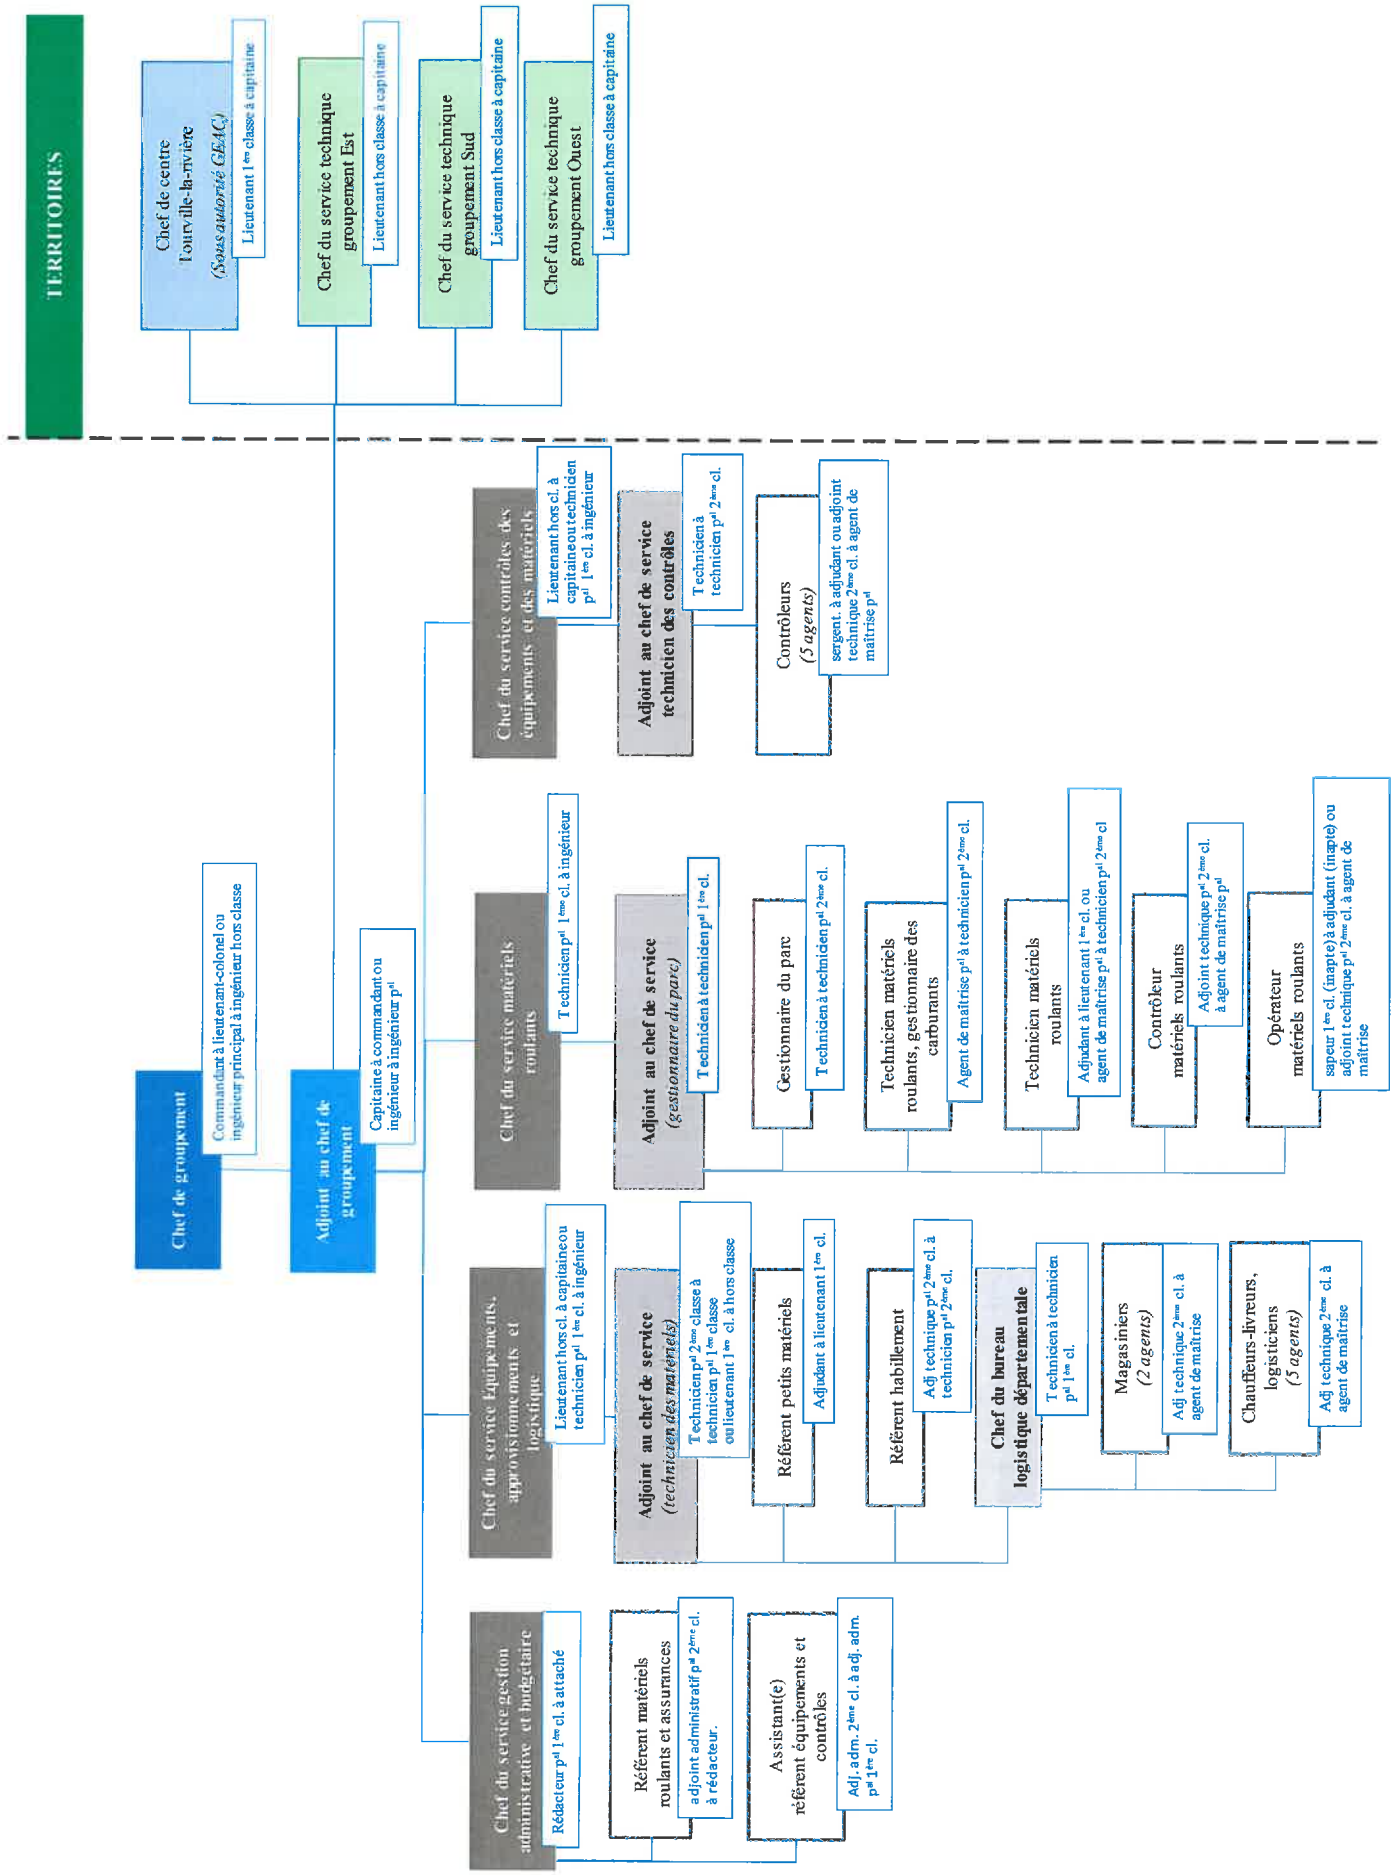 TERRITOIRES
Chef de groupement
Commandant à lieutenant-colonel ou
ingénieur principal à ingénieur hors classe
Adjoint au chef de
groupement
Capitaine à commandant ou
ingénieur à ingénieur pal
Chef de centre
Tourville-la-rivière
(Sous autorité GEAC)
Lieutenant 1ère classe à capitaine
Chef du service technique
groupement Est
Lieutenant hors classe à capitaine
Chef du service technique
groupement Sud
Lieutenant hors classe à capitaine
Chef du service technique
groupement Ouest
Lieutenant hors classe à capitaine
Chef du service gestion
administrative et budgétaire
Rédacteur pal 1ère cl. à attaché
Référent matériels
roulants et assurances
adjoint administratif pal 2ème cl.
à rédacteur.
Assistant(e)
référent équipements et
contrôles
Adj. adm. 2ème cl. à adj. adm.
pal 1ère cl.
Chef du service Equipements,
approvisionnements et
logistique
Lieutenant hors cl. à capitaine ou
technicien pal 1ère cl. à ingénieur
Adjoint au chef de service
(technicien des matériels)
Technicien pal 2ème classe à
technicien pal 1ère classe
ou lieutenant 1ère cl. à hors classe
Référent petits matériels
Adjudant à lieutenant 1ère cl.
Référent habillement
Adj technique pal 2ème cl. à
technicien pal 2ème cl.
Chef du bureau
logistique départementale
Technicien à technicien
pal 1ère cl.
Magasiniers
(2 agents)
Adj technique 2ème cl. à
agent de maîtrise
Chauffeurs-livreurs,
logisticiens
(5 agents)
Adj technique 2ème cl. à
agent de maîtrise
Chef du service matériels
roulants
Technicien pal 1ème cl. à ingénieur
Adjoint au chef de service
(gestionnaire du parc)
Technicien à technicien pal 1ère cl.
Gestionnaire du parc
Technicien à technicien pal 2ème cl.
Technicien matériels
roulants, gestionnaire des
carburants
Agent de maîtrise pal à technicien pal 2ème cl.
Technicien matériels
roulants
Adjudant à lieutenant 1ère cl. ou
agent de maîtrise pal à technicien pal 2ème cl
Contrôleur
matériels roulants
Adjoint technique pal 2ème cl.
à agent de maîtrise pal
Opérateur
matériels roulants
sapeur 1ère cl. (inapte) à adjudant (inapte) ou
adjoint technique pal 2ème cl. à agent de
maîtrise
Chef du service contrôles des
équipements et des matériels
Lieutenant hors cl. à
capitaine ou technicien
pal 1ère cl. à ingénieur
Adjoint au chef de service
technicien des contrôles
Technicien à
technicien pal 2ème cl.
Contrôleurs
(5 agents)
sergent. à adjudant ou adjoint
technique 2ème cl. à agent de
maîtrise pal